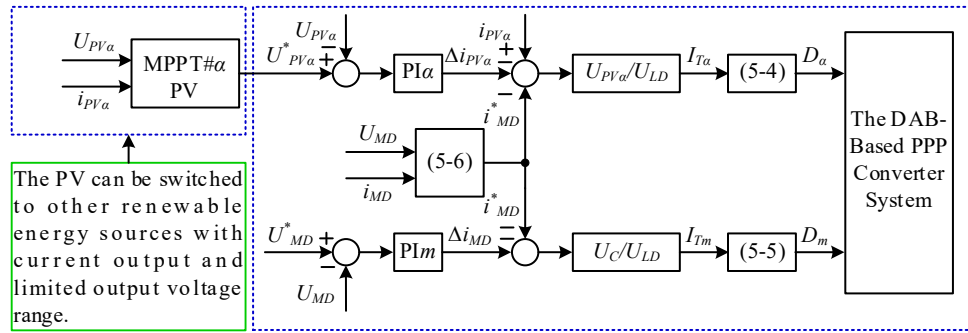 U_PVα
i_PVα
MPPT#α
PV
U*_PVα
U_PVα
−
+
PIα
Δi_PVα
i_PVα
+
−
−
i*_MD
U_PVα/U_LD
I_Tα
(5-4)
D_α
U_MD
i_MD
(5-6)
i*_MD
The DAB-
Based PPP
Converter
System
The PV can be switched
to other renewable
energy sources with
current output and
limited output voltage
range.
U*_MD
+
−
U_MD
PIm
Δi_MD
−
−
U_C/U_LD
I_Tm
(5-5)
D_m